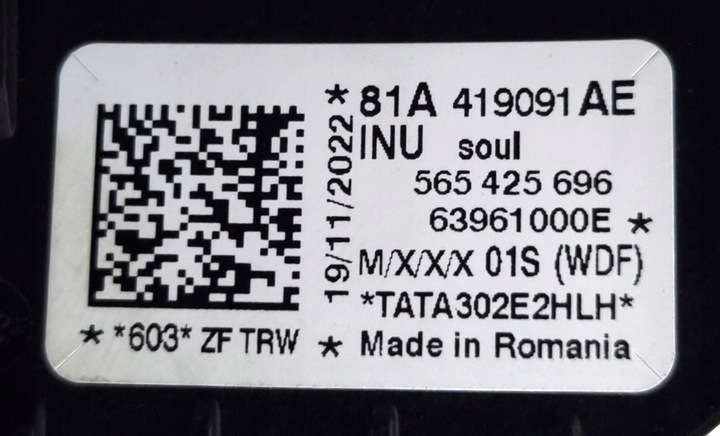 *81A 419091 AE
INU soul
565 425 696
63961000E *
M/X/X/X 01S (WDF)
*TATA302E2HLH*
19/11/2022
* *603* ZF TRW * Made in Romania